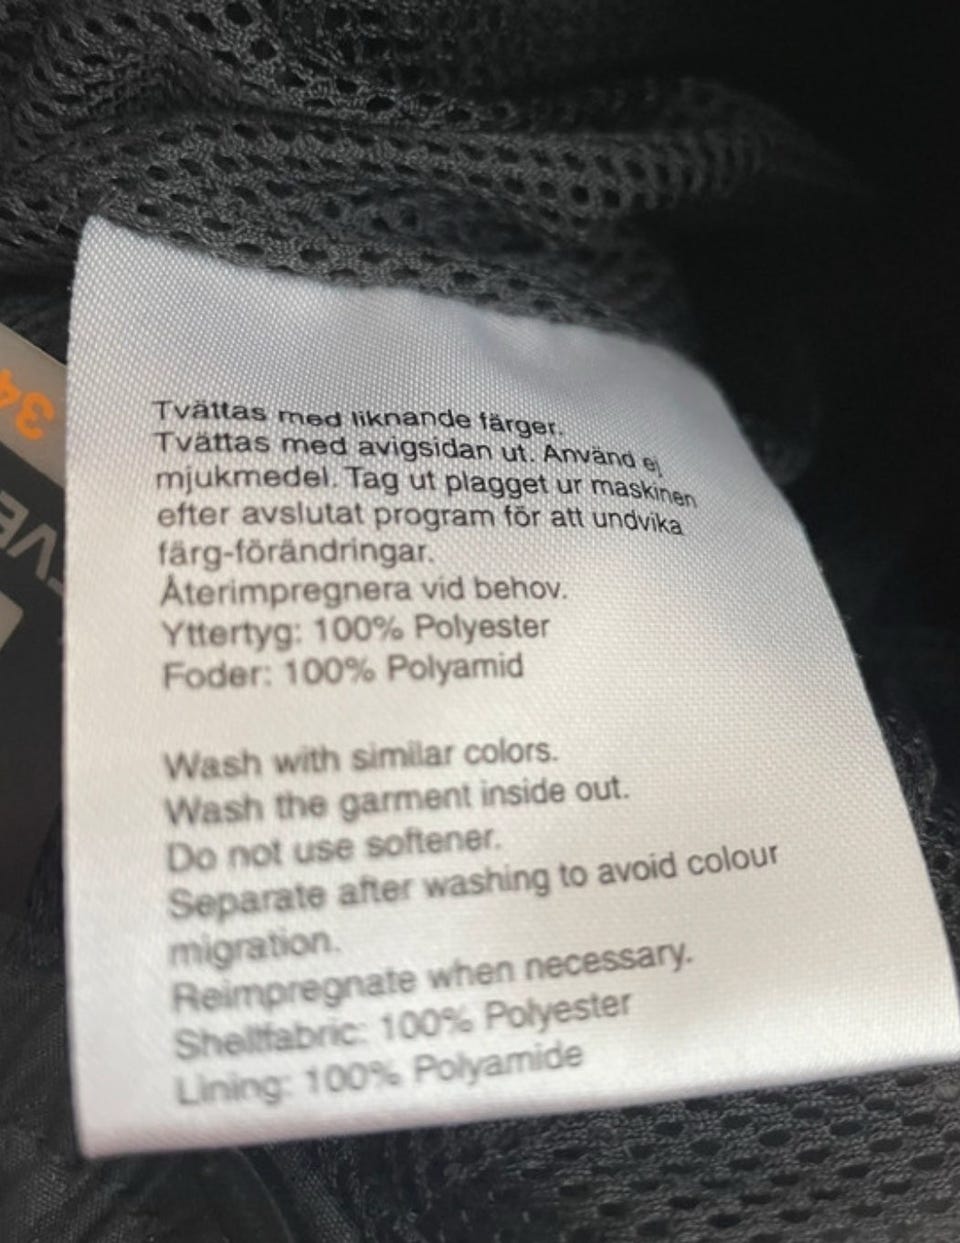 Tvättas med liknande färger.
Tvättas med avigsidan ut. Använd ej
mjukmedel. Tag ut plagget ur maskinen
efter avslutat program för att undvika
färg-förändringar.
Återimpregnera vid behov.
Yttertyg: 100% Polyester
Foder: 100% Polyamid
Wash with similar colors.
Wash the garment inside out.
Do not use softener.
Separate after washing to avoid colour
migration.
Reimpregnate when necessary.
Shellfabric: 100% Polyester
Lining: 100% Polyamide
34